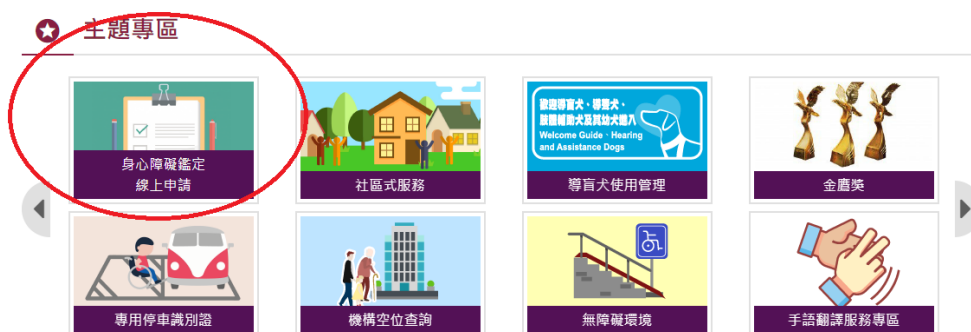 主題專區
身心障礙鑑定
線上申請
社區式服務
歡迎導盲犬、導聾犬、
肢體輔助犬及其幼犬進入
Welcome Guide、Hearing
and Assistance Dogs
導盲犬使用管理
金鷹獎
專用停車識別證
機構空位查詢
無障礙環境
手語翻譯服務專區